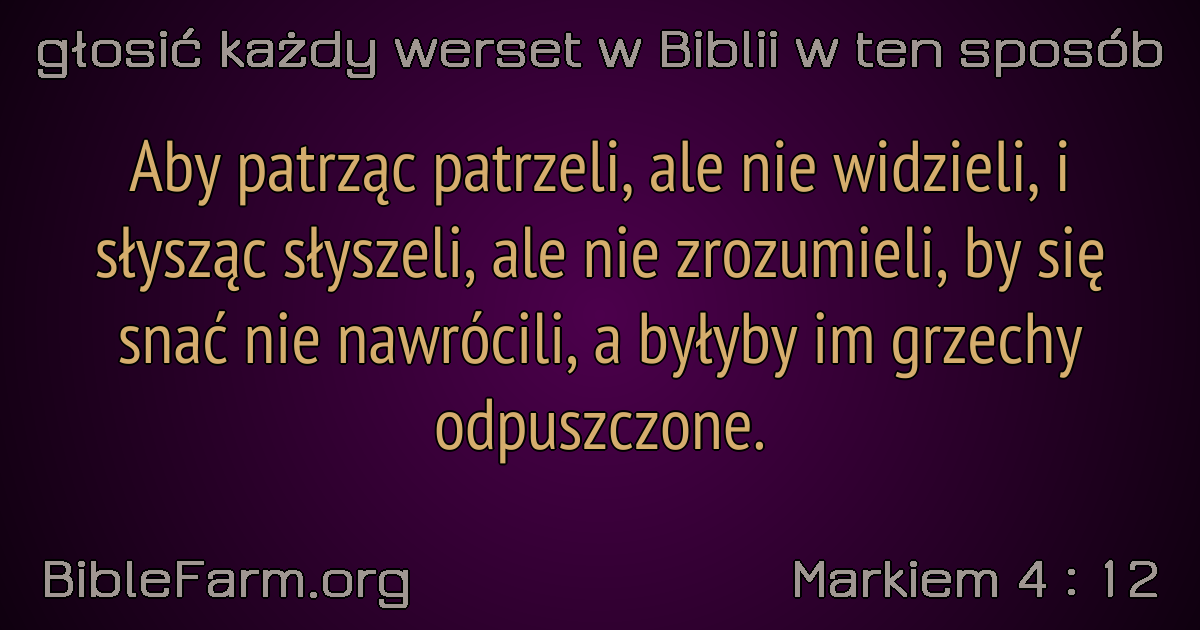 głosić każdy werset w Biblii w ten sposób
Aby patrząc patrzeli, ale nie widzieli, i
słysząc słyszeli, ale nie zrozumieli, by się
snać nie nawrócili, a byłyby im grzechy
odpuszczone.
BibleFarm.org
Markiem 4 : 12